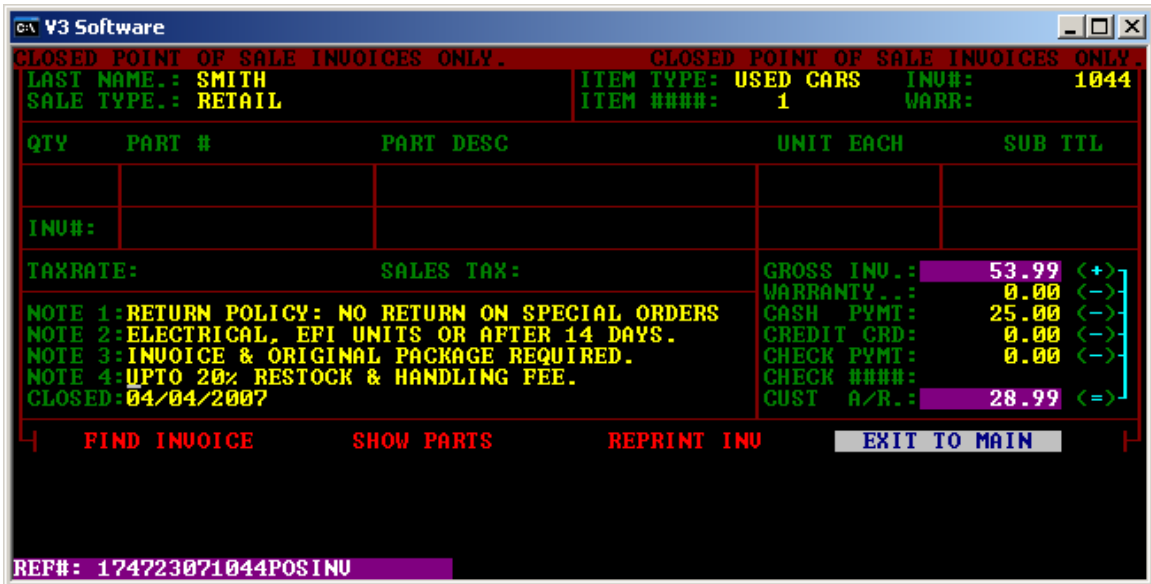 V3 Software
CLOSED POINT OF SALE INVOICES ONLY. CLOSED POINT OF SALE INVOICES ONLY.
LAST NAME.: SMITH ITEM TYPE: USED CARS INV#: 1044
SALE TYPE.: RETAIL ITEM ####: 1 WARR:
QTY PART # PART DESC UNIT EACH SUB TTL
INV#:
TAXRATE: SALES TAX: GROSS INV.: 53.99 (+)
WARRANTY..: 0.00 (-)
NOTE 1:RETURN POLICY: NO RETURN ON SPECIAL ORDERS CASH PYMT: 25.00 (-)
NOTE 2:ELECTRICAL, EFI UNITS OR AFTER 14 DAYS. CREDIT CRD: 0.00 (-)
NOTE 3:INVOICE & ORIGINAL PACKAGE REQUIRED. CHECK PYMT: 0.00 (-)
NOTE 4:UPTO 20% RESTOCK & HANDLING FEE. CHECK ####:
CLOSED:04/04/2007 CUST A/R.: 28.99 (=)
FIND INVOICE SHOW PARTS REPRINT INV EXIT TO MAIN
REF#: 174723071044POSINV